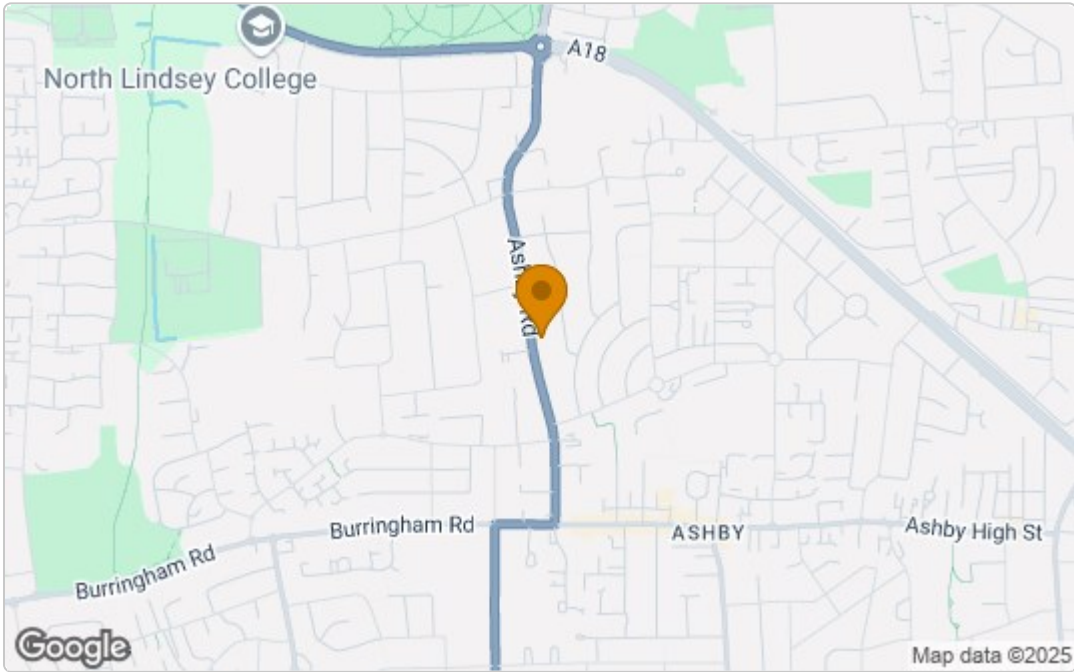 A18
North Lindsey College
Ashby Rd
Burringham Rd
ASHBY
Ashby High St
Burringham Rd
Google
Map data ©2025